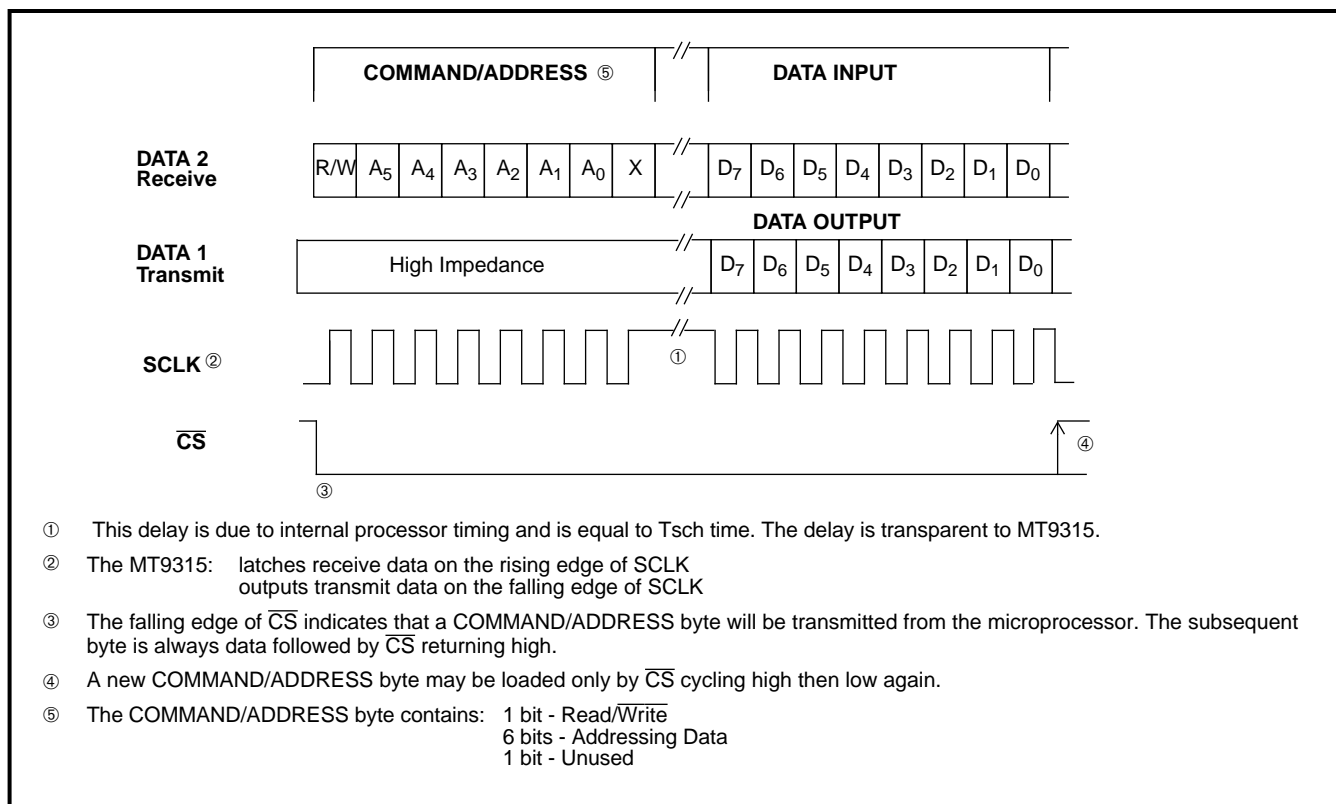 COMMAND/ADDRESS ⑤ DATA INPUT
DATA 2
Receive
R/W A5 A4 A3 A2 A1 A0 X D7 D6 D5 D4 D3 D2 D1 D0
DATA OUTPUT
DATA 1
Transmit
High Impedance D7 D6 D5 D4 D3 D2 D1 D0
SCLK ② ①
CS ④
③
① This delay is due to internal processor timing and is equal to Tsch time. The delay is transparent to MT9315.
② The MT9315: latches receive data on the rising edge of SCLK
outputs transmit data on the falling edge of SCLK
③ The falling edge of CS indicates that a COMMAND/ADDRESS byte will be transmitted from the microprocessor. The subsequent
byte is always data followed by CS returning high.
④ A new COMMAND/ADDRESS byte may be loaded only by CS cycling high then low again.
⑤ The COMMAND/ADDRESS byte contains: 1 bit - Read/Write
6 bits - Addressing Data
1 bit - Unused